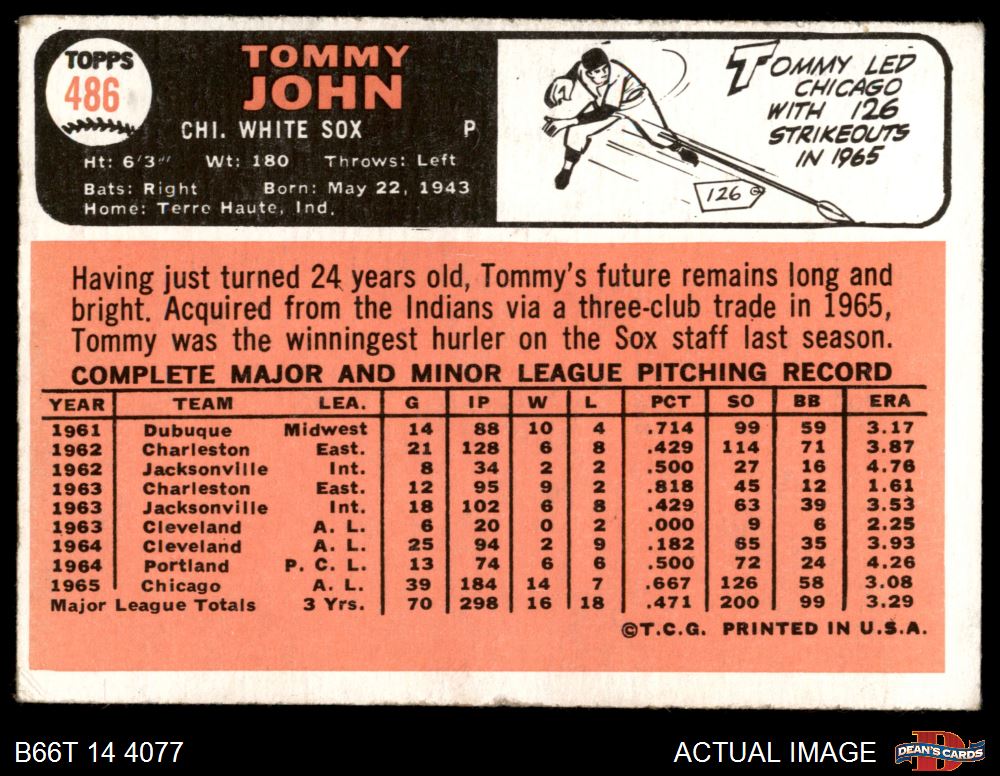 TOPPS
486
TOMMY
JOHN
CHI. WHITE SOX P
Ht: 6'3" Wt: 180 Throws: Left
Bats: Right Born: May 22, 1943
Home: Terre Haute, Ind.
TOMMY LED
CHICAGO
WITH 126
STRIKEOUTS
IN 1965
126
Having just turned 24 years old, Tommy's future remains long and
bright. Acquired from the Indians via a three-club trade in 1965,
Tommy was the winningest hurler on the Sox staff last season.
COMPLETE MAJOR AND MINOR LEAGUE PITCHING RECORD
YEAR TEAM LEA. G IP W L PCT SO BB ERA
1961 Dubuque Midwest 14 88 10 4 .714 99 59 3.17
1962 Charleston East. 21 128 6 8 .429 114 71 3.87
1962 Jacksonville Int. 8 34 2 2 .500 27 16 4.76
1963 Charleston East. 12 95 9 2 .818 45 12 1.61
1963 Jacksonville Int. 18 102 6 8 .429 63 39 3.53
1963 Cleveland A. L. 6 20 0 2 .000 9 6 2.25
1964 Cleveland A. L. 25 94 2 9 .182 65 35 3.93
1964 Portland P. C. L. 13 74 6 6 .500 72 24 4.26
1965 Chicago A. L. 39 184 14 7 .667 126 58 3.08
Major League Totals 3 Yrs. 70 298 16 18 .471 200 99 3.29
©T.C.G. PRINTED IN U.S.A.
B66T 14 4077
ACTUAL IMAGE
DEAN'S CARDS